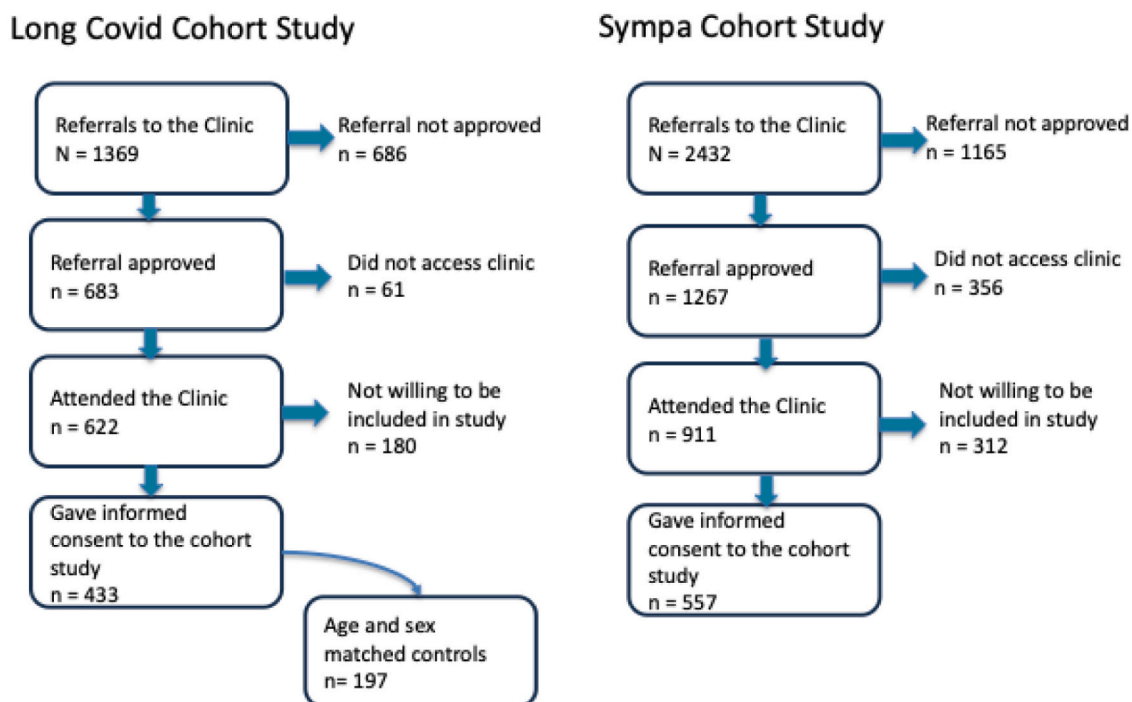 Long Covid Cohort Study
Referrals to the Clinic
N = 1369
Referral not approved
n = 686
Referral approved
n = 683
Did not access clinic
n = 61
Attended the Clinic
n = 622
Not willing to be
included in study
n = 180
Gave informed
consent to the cohort
study
n = 433
Age and sex
matched controls
n= 197
Sympa Cohort Study
Referrals to the Clinic
N = 2432
Referral not approved
n = 1165
Referral approved
n = 1267
Did not access clinic
n = 356
Attended the Clinic
n = 911
Not willing to be
included in study
n = 312
Gave informed
consent to the cohort
study
n = 557